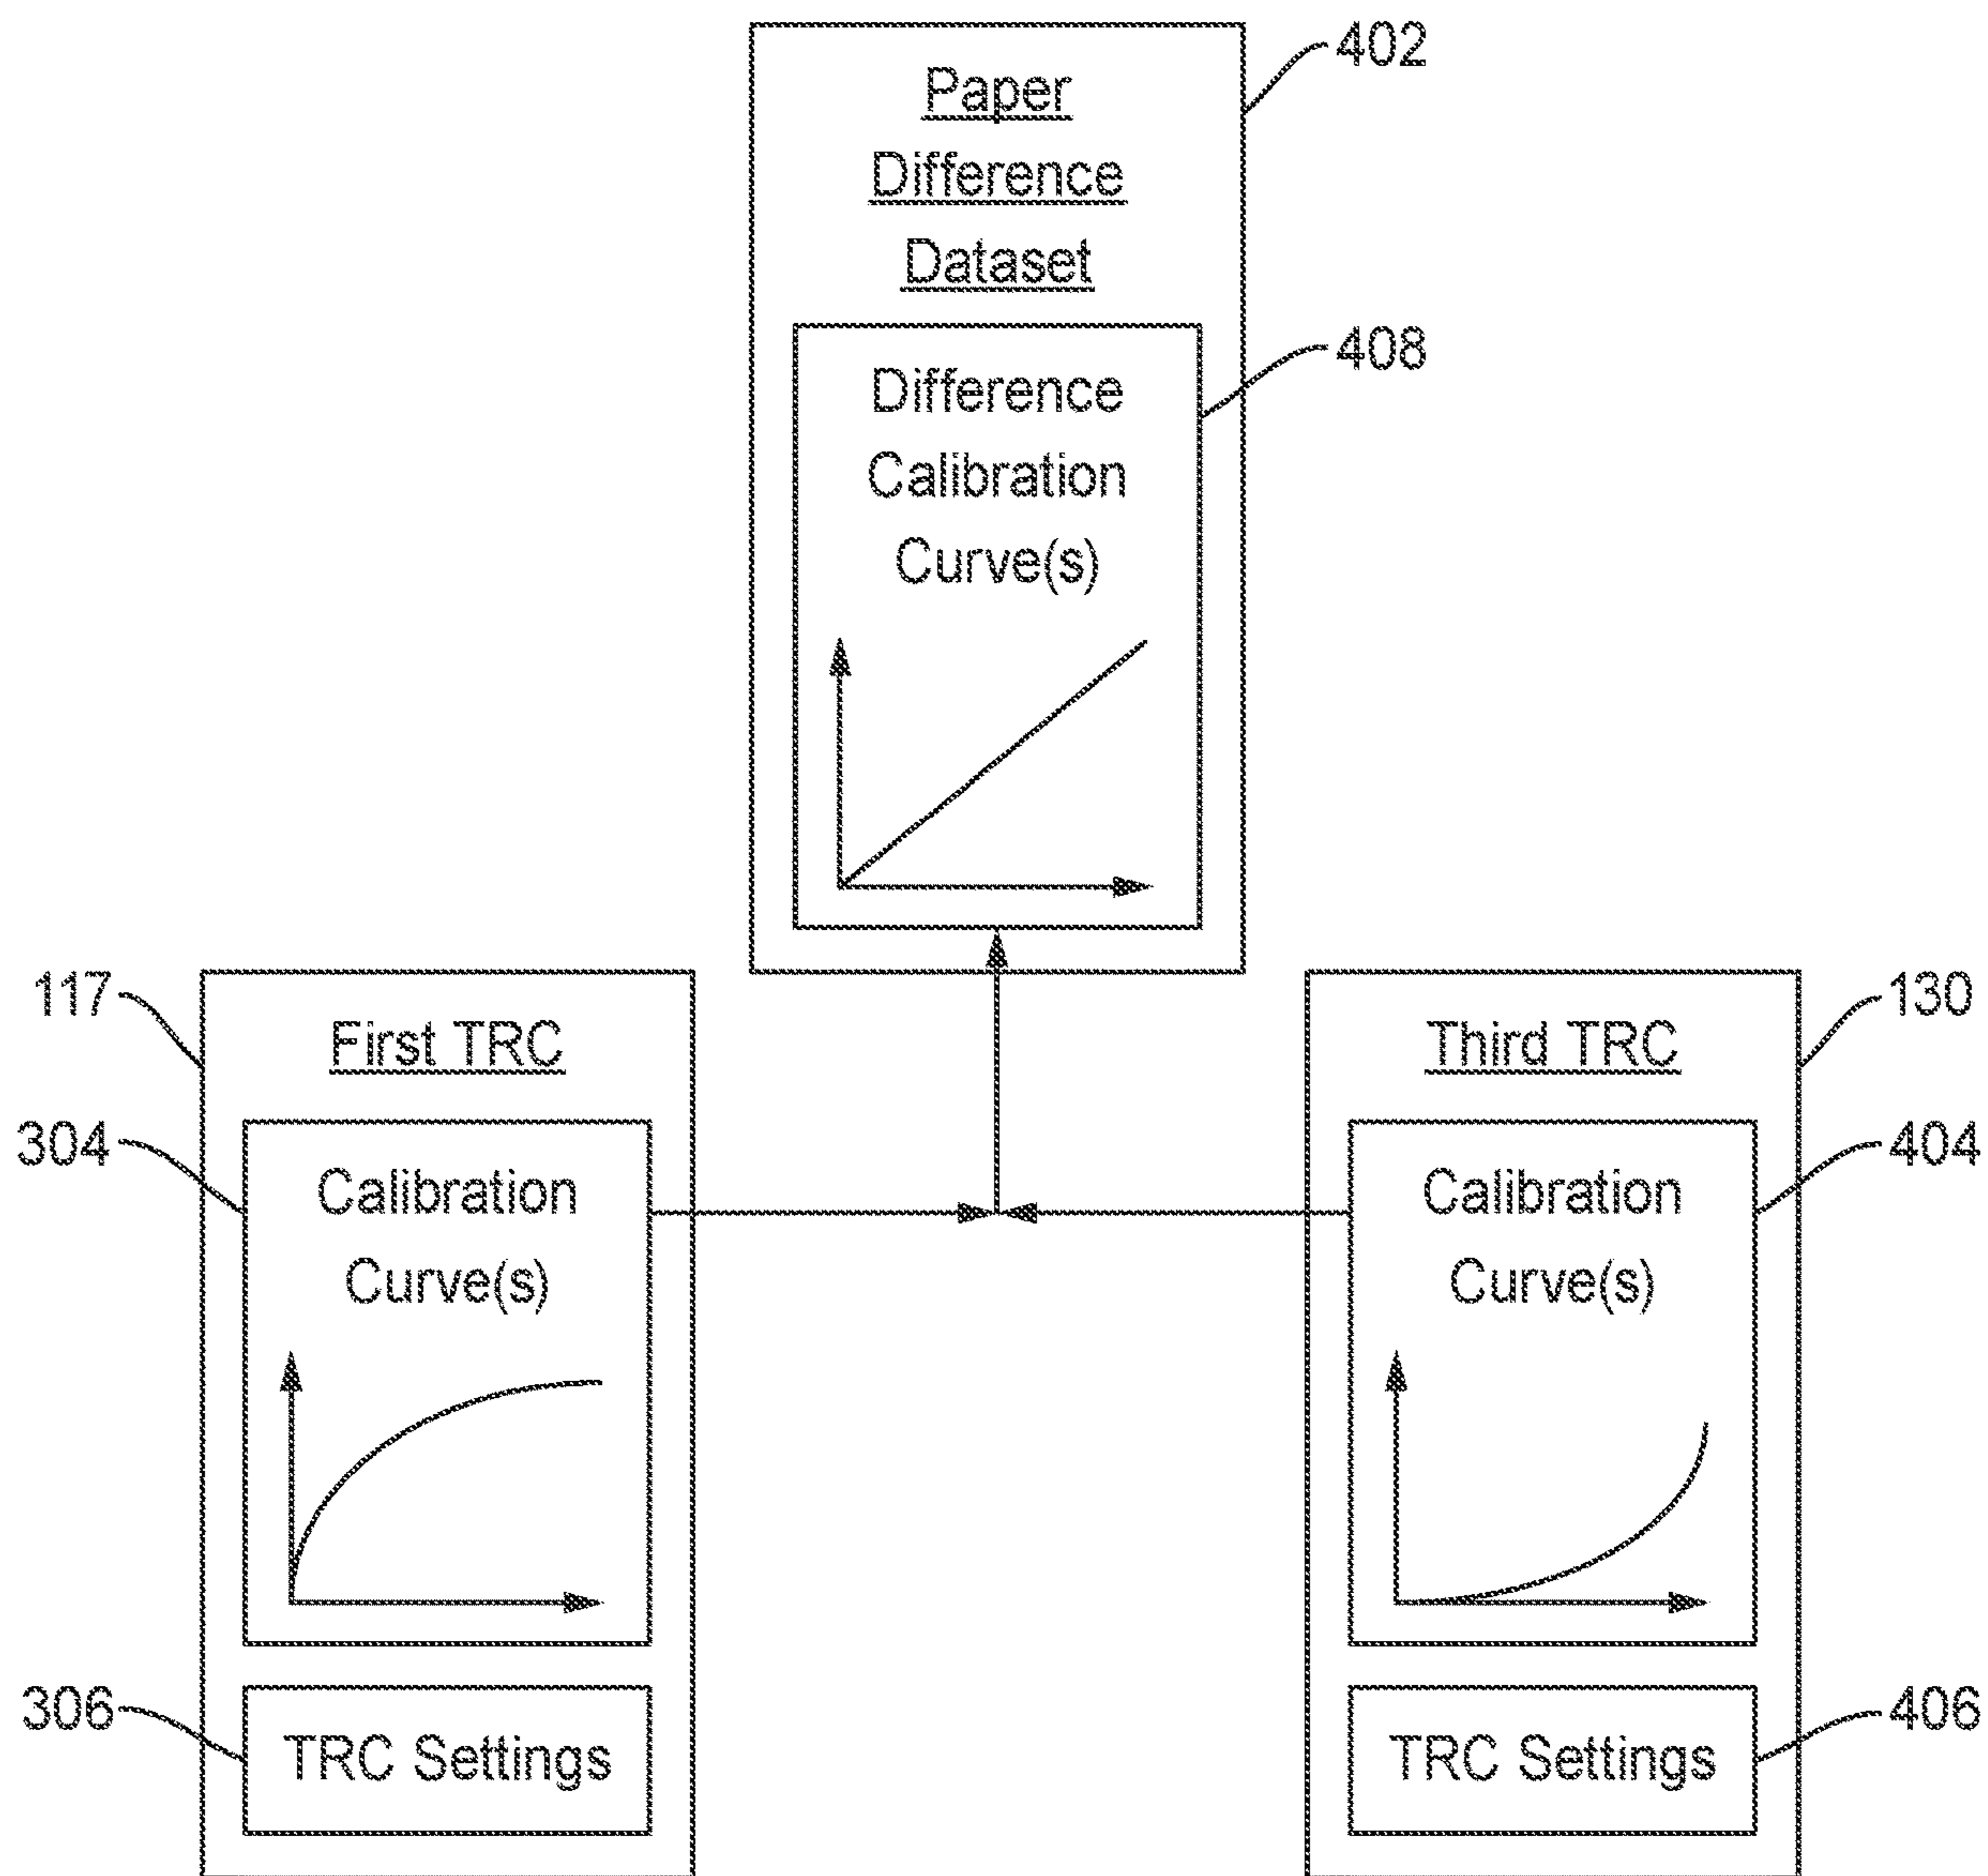 402
Paper
Difference
Dataset
408
Difference
Calibration
Curve(s)
117
First TRC
304
Calibration
Curve(s)
306
TRC Settings
130
Third TRC
404
Calibration
Curve(s)
406
TRC Settings